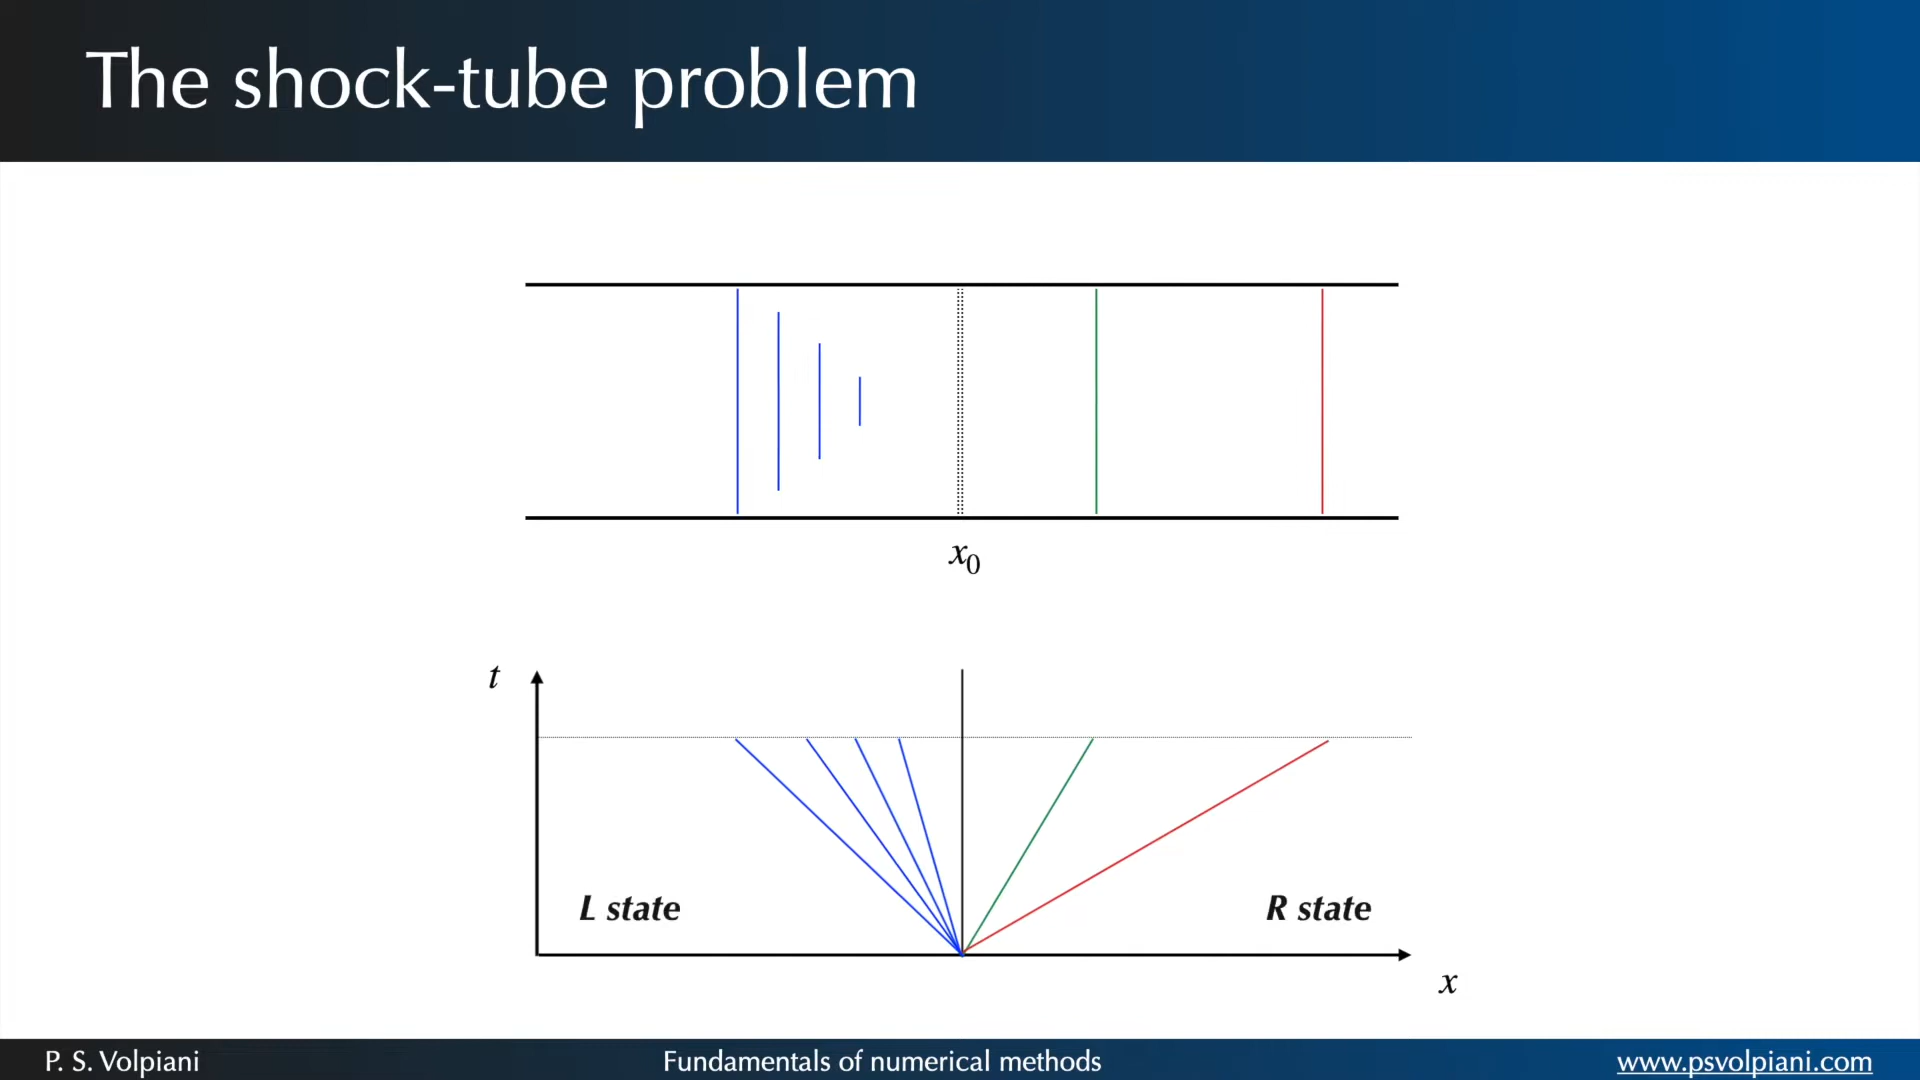 The shock-tube problem
x₀
t
L state
R state
x
P. S. Volpiani
Fundamentals of numerical methods
www.psvolpiani.com